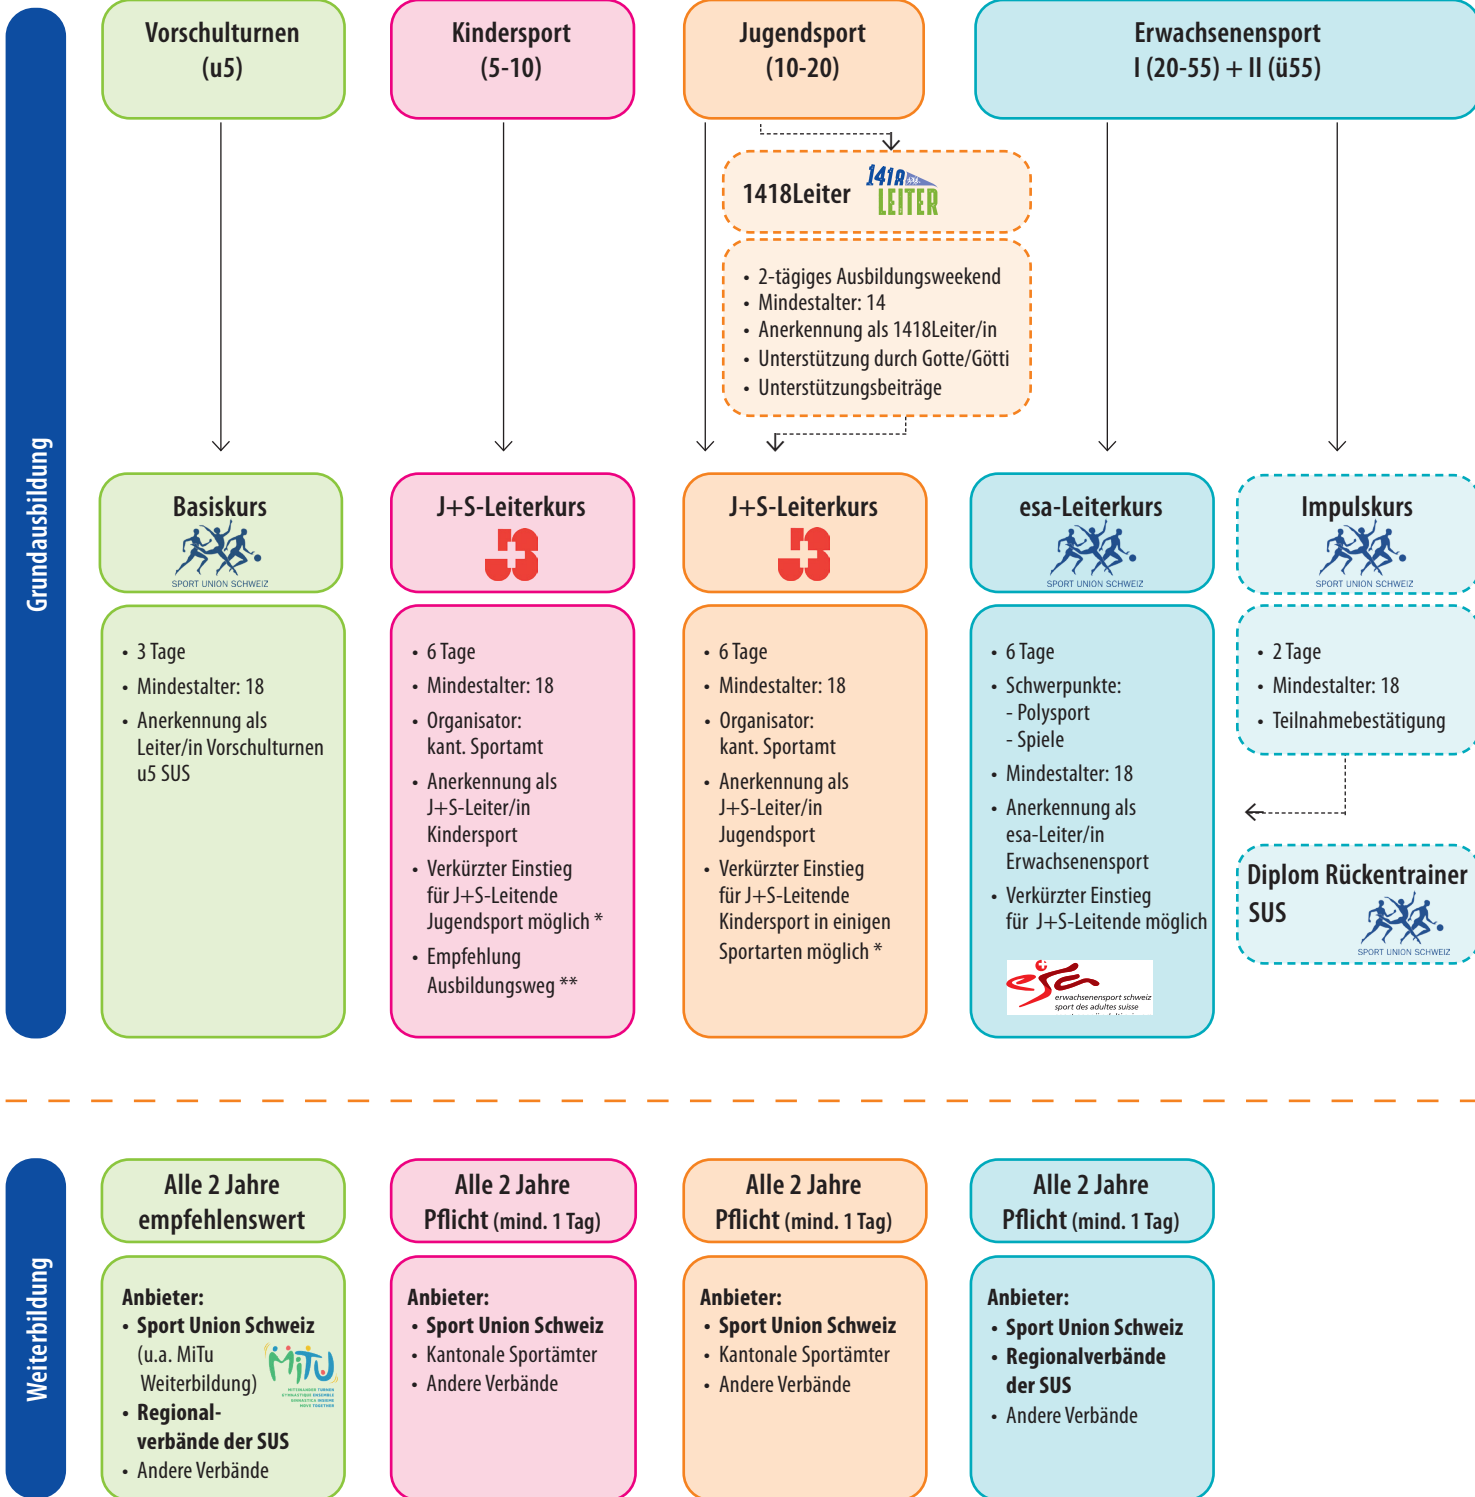 Grundausbildung
Vorschulturnen
(u5)
Kindersport
(5-10)
Jugendsport
(10-20)
Erwachsenensport
I (20-55) + II (ü55)
1418Leiter
1418
LEITER
• 2-tägiges Ausbildungsweekend
• Mindestalter: 14
• Anerkennung als 1418Leiter/in
• Unterstützung durch Gotte/Götti
• Unterstützungsbeiträge
Basiskurs
SPORT UNION SCHWEIZ
• 3 Tage
• Mindestalter: 18
• Anerkennung als
Leiter/in Vorschulturnen
u5 SUS
J+S-Leiterkurs
• 6 Tage
• Mindestalter: 18
• Organisator:
kant. Sportamt
• Anerkennung als
J+S-Leiter/in
Kindersport
• Verkürzter Einstieg
für J+S-Leitende
Jugendsport möglich *
• Empfehlung
Ausbildungsweg **
J+S-Leiterkurs
• 6 Tage
• Mindestalter: 18
• Organisator:
kant. Sportamt
• Anerkennung als
J+S-Leiter/in
Jugendsport
• Verkürzter Einstieg
für J+S-Leitende
Kindersport in einigen
Sportarten möglich *
esa-Leiterkurs
SPORT UNION SCHWEIZ
• 6 Tage
• Schwerpunkte:
- Polysport
- Spiele
• Mindestalter: 18
• Anerkennung als
esa-Leiter/in
Erwachsenensport
• Verkürzter Einstieg
für J+S-Leitende möglich
esa
erwachsenensport schweiz
sport des adultes suisse
Impulskurs
SPORT UNION SCHWEIZ
• 2 Tage
• Mindestalter: 18
• Teilnahmebestätigung
Diplom Rückentrainer
SUS
SPORT UNION SCHWEIZ
Weiterbildung
Alle 2 Jahre
empfehlenswert
Anbieter:
• Sport Union Schweiz
(u.a. MiTu
Weiterbildung)
• Regional-
verbände der SUS
• Andere Verbände
MiTu
MITEINANDER TURNEN
GYMNASTIQUE ENSEMBLE
GINNASTICA INSIEME
MOVE TOGETHER
Alle 2 Jahre
Pflicht (mind. 1 Tag)
Anbieter:
• Sport Union Schweiz
• Kantonale Sportämter
• Andere Verbände
Alle 2 Jahre
Pflicht (mind. 1 Tag)
Anbieter:
• Sport Union Schweiz
• Kantonale Sportämter
• Andere Verbände
Alle 2 Jahre
Pflicht (mind. 1 Tag)
Anbieter:
• Sport Union Schweiz
• Regionalverbände
der SUS
• Andere Verbände